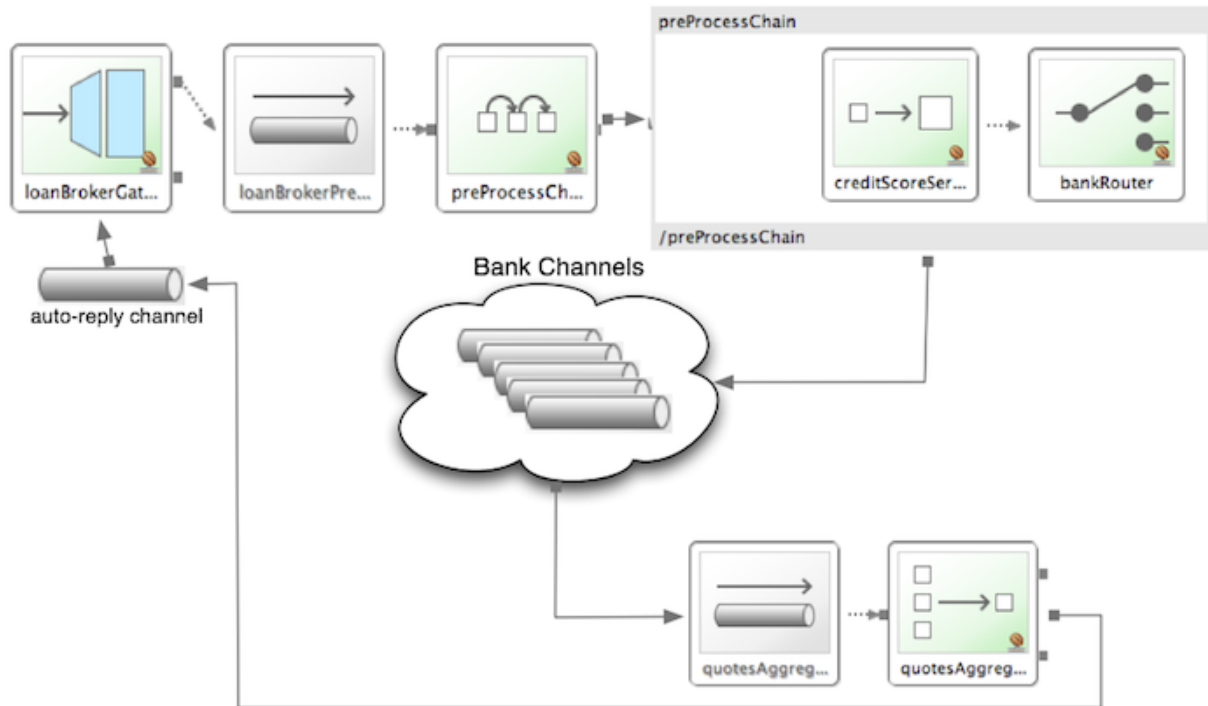 preProcessChain
loanBrokerGat...
loanBrokerPre...
preProcessCh...
creditScoreSer...
bankRouter
/preProcessChain
Bank Channels
auto-reply channel
quotesAggreg...
quotesAggreg...